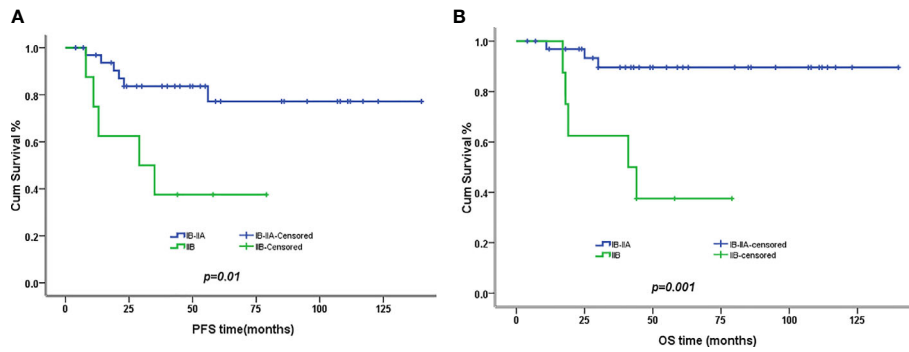 A
Cum Survival %
1.0
0.8
0.6
0.4
0.2
0.0
IB-IIA
IB-IIA-Censored
IIB
IIB-Censored
p=0.01
0 25 50 75 100 125
PFS time(months)
B
Cum Survival %
1.0
0.8
0.6
0.4
0.2
0.0
IB-IIA
IB-IIA-censored
IIB
IIB-censored
p=0.001
0 25 50 75 100 125
OS time (months)